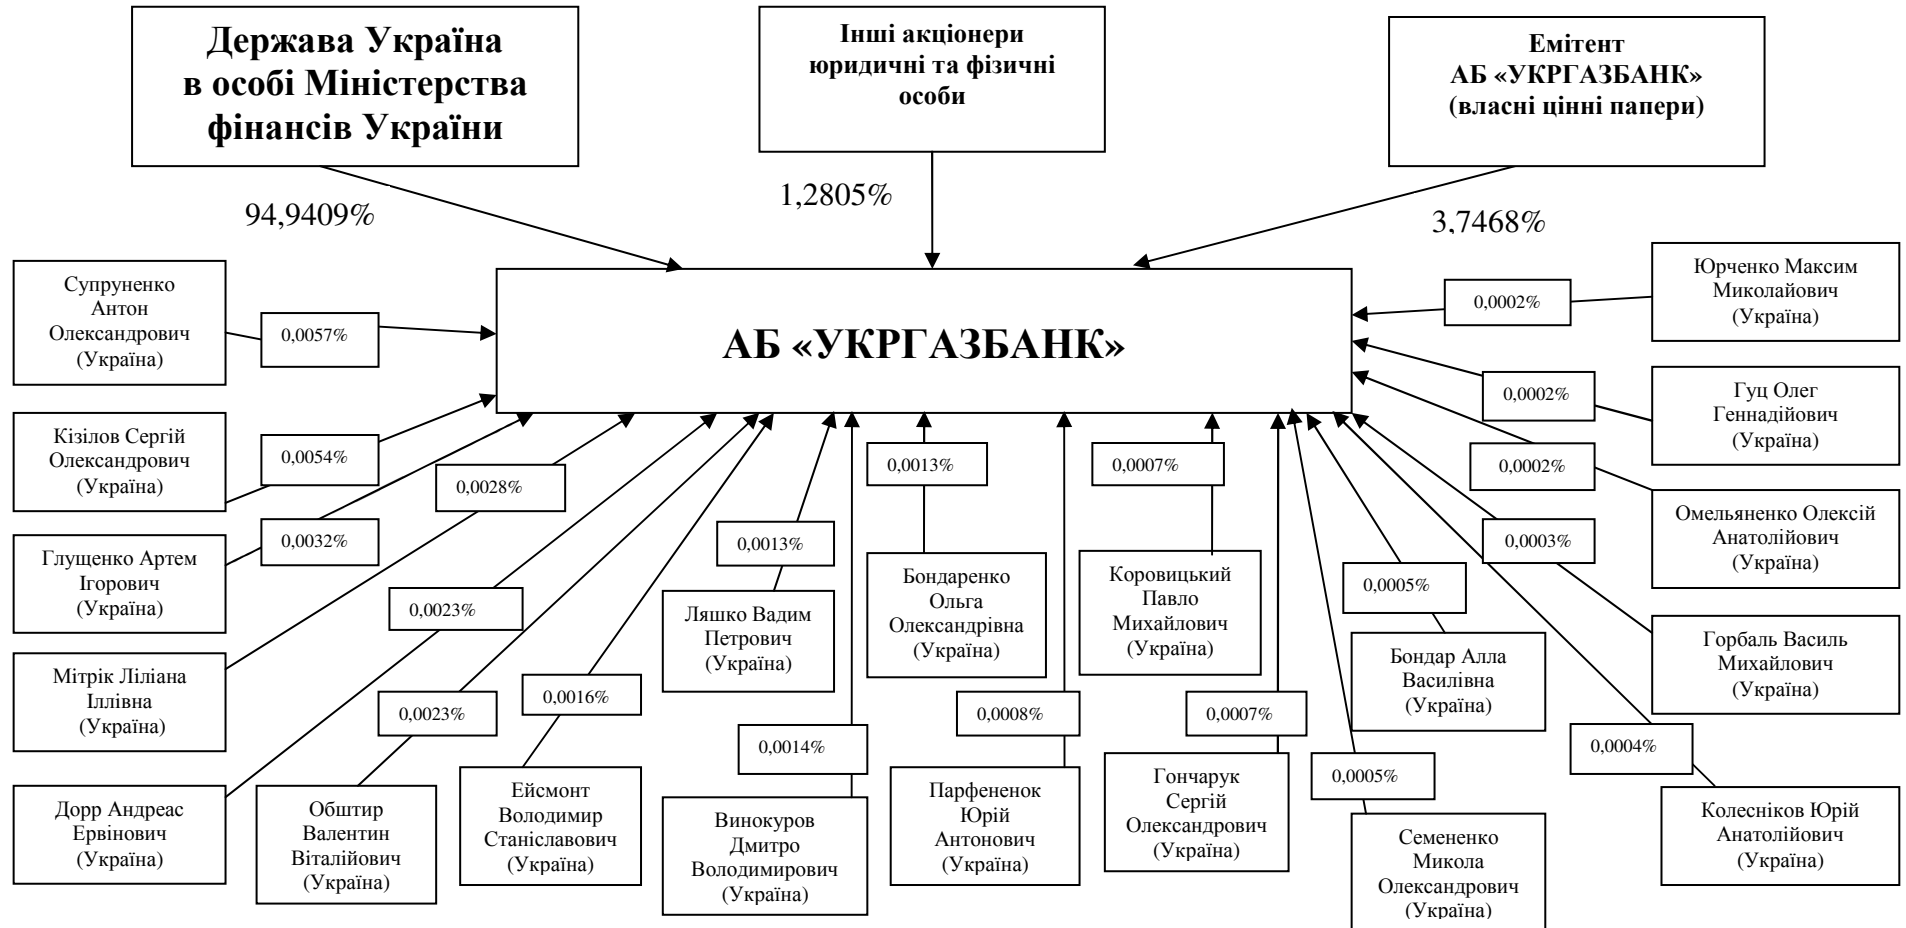 Держава Україна
в особі Міністерства
фінансів України
Інші акціонери
юридичні та фізичні
особи
Емітент
АБ «УКРГАЗБАНК»
(власні цінні папери)
94,9409%
1,2805%
3,7468%
АБ «УКРГАЗБАНК»
Супруненко
Антон
Олександрович
(Україна)
0,0057%
Кізілов Сергій
Олександрович
(Україна)
0,0054%
Глущенко Артем
Ігорович
(Україна)
0,0032%
Мітрік Ліліана
Іллівна
(Україна)
0,0028%
Дорр Андреас
Ервінович
(Україна)
0,0023%
Обштир
Валентин
Віталійович
(Україна)
0,0023%
Ейсмонт
Володимир
Станіславович
(Україна)
0,0016%
Ляшко Вадим
Петрович
(Україна)
0,0013%
Винокуров
Дмитро
Володимирович
(Україна)
0,0014%
Бондаренко
Ольга
Олександрівна
(Україна)
0,0013%
Парфененок
Юрій
Антонович
(Україна)
0,0008%
Коровицький
Павло
Михайлович
(Україна)
0,0007%
Гончарук
Сергій
Олександрович
(Україна)
0,0007%
Семененко
Микола
Олександрович
(Україна)
0,0005%
Бондар Алла
Василівна
(Україна)
0,0005%
Колесніков Юрій
Анатолійович
(Україна)
0,0004%
Горбаль Василь
Михайлович
(Україна)
0,0003%
Омельяненко Олексій
Анатолійович
(Україна)
0,0002%
Гуц Олег
Геннадійович
(Україна)
0,0002%
Юрченко Максим
Миколайович
(Україна)
0,0002%